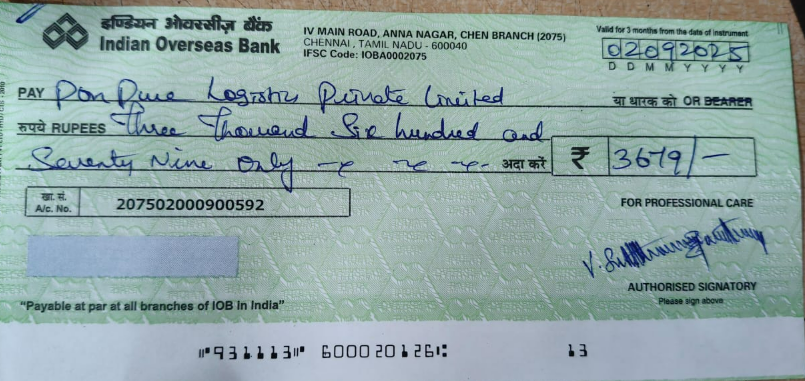 इण्डियन ओवरसीज़ बैंक
Indian Overseas Bank
IV MAIN ROAD, ANNA NAGAR, CHEN BRANCH (2075)
CHENNAI, TAMIL NADU - 600040
IFSC Code: IOBA0002075
Valid for 3 months from the date of instrument
02092025
D D M M Y Y Y Y
PAY Pon Pure Logistics Private Limited या धारक को OR BEARER
रुपये RUPEES Three Thousand Six hundred and
Seventy Nine only अदा करें ₹ 3679/-
खा. सं.
A/c. No. 207502000900592
FOR PROFESSIONAL CARE
AUTHORISED SIGNATORY
Please sign above
"Payable at par at all branches of IOB in India"
⑈931113⑈ 600020126⑆ 13